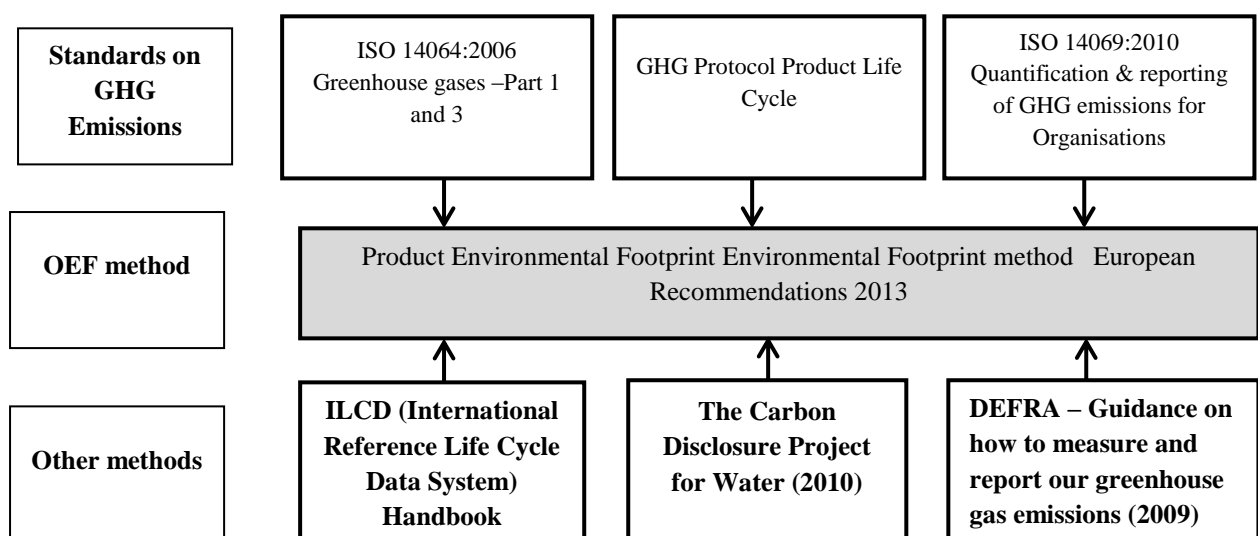 Standards on
GHG
Emissions
ISO 14064:2006
Greenhouse gases –Part 1
and 3
GHG Protocol Product Life
Cycle
ISO 14069:2010
Quantification & reporting
of GHG emissions for
Organisations
OEF method
Product Environmental Footprint Environmental Footprint method European
Recommendations 2013
Other methods
ILCD (International
Reference Life Cycle
Data System)
Handbook
The Carbon
Disclosure Project
for Water (2010)
DEFRA – Guidance on
how to measure and
report our greenhouse
gas emissions (2009)